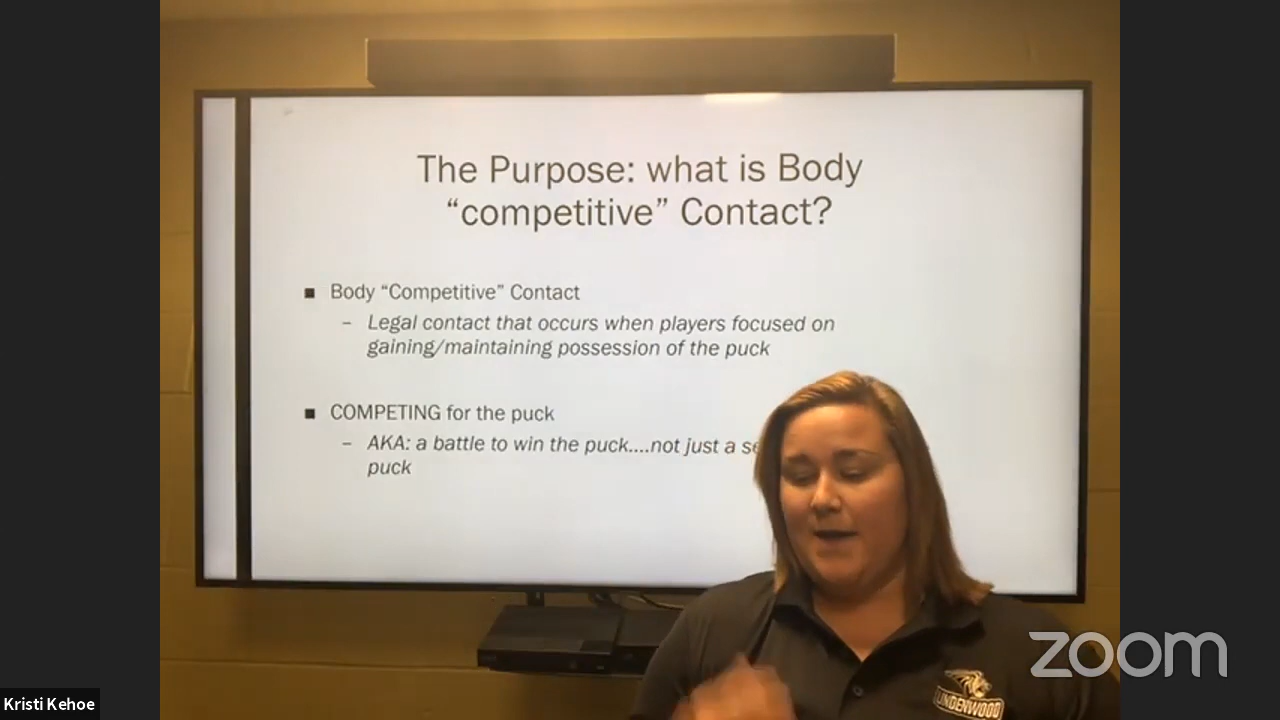 The Purpose: what is Body
“competitive” Contact?
■ Body “Competitive” Contact
– Legal contact that occurs when players focused on
gaining/maintaining possession of the puck
■ COMPETING for the puck
– AKA: a battle to win the puck....not just a
puck
LINDENWOOD
zoom
Kristi Kehoe